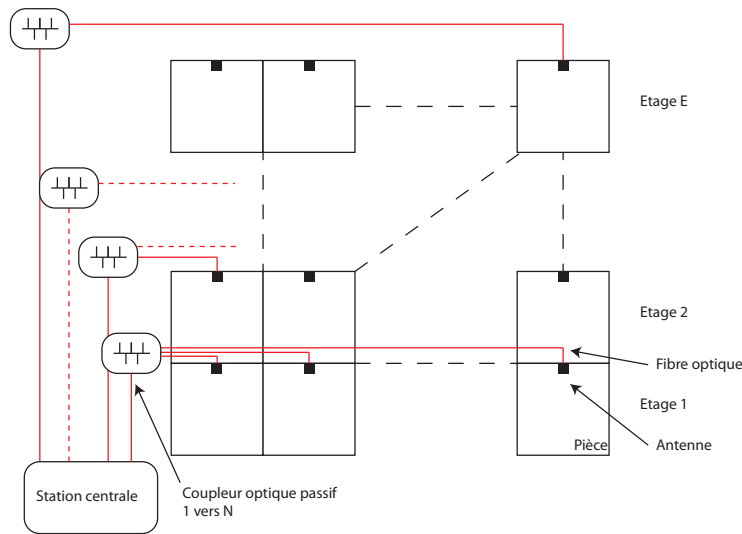 Etage E
Etage 2
Fibre optique
Etage 1
Pièce
Antenne
Station centrale
Coupleur optique passif
1 vers N